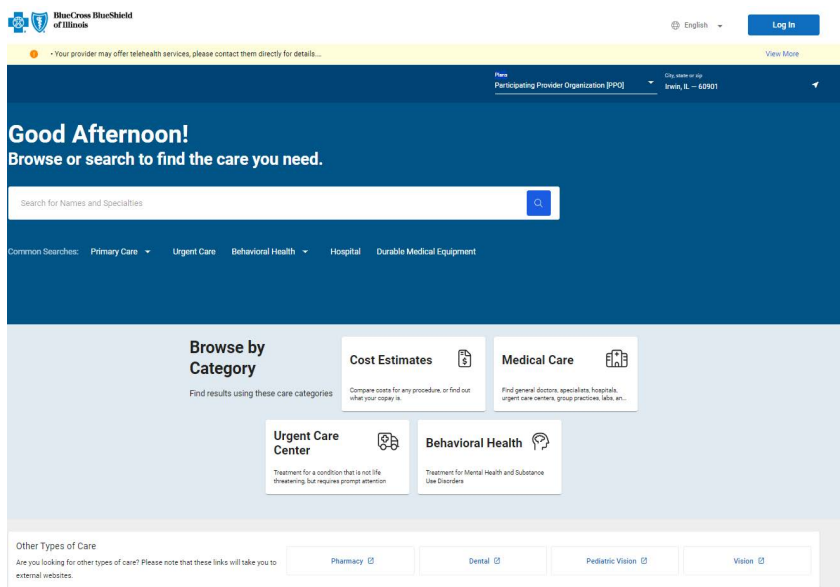 BlueCross BlueShield
of Illinois
English
Log In
• Your provider may offer telehealth services, please contact them directly for details....
View More
Plans
Participating Provider Organization [PPO]
City, state or zip
Irwin, IL — 60901
Good Afternoon!
Browse or search to find the care you need.
Search for Names and Specialties
Common Searches: Primary Care Urgent Care Behavioral Health Hospital Durable Medical Equipment
Browse by
Category
Find results using these care categories
Cost Estimates
Compare costs for any procedure, or find out
what your copay is.
Medical Care
Find general doctors, specialists, hospitals,
urgent care centers, group practices, labs, an...
Urgent Care
Center
Treatment for a condition that is not life
threatening, but requires prompt attention
Behavioral Health
Treatment for Mental Health and Substance
Use Disorders
Other Types of Care
Are you looking for other types of care? Please note that these links will take you to
external websites.
Pharmacy
Dental
Pediatric Vision
Vision